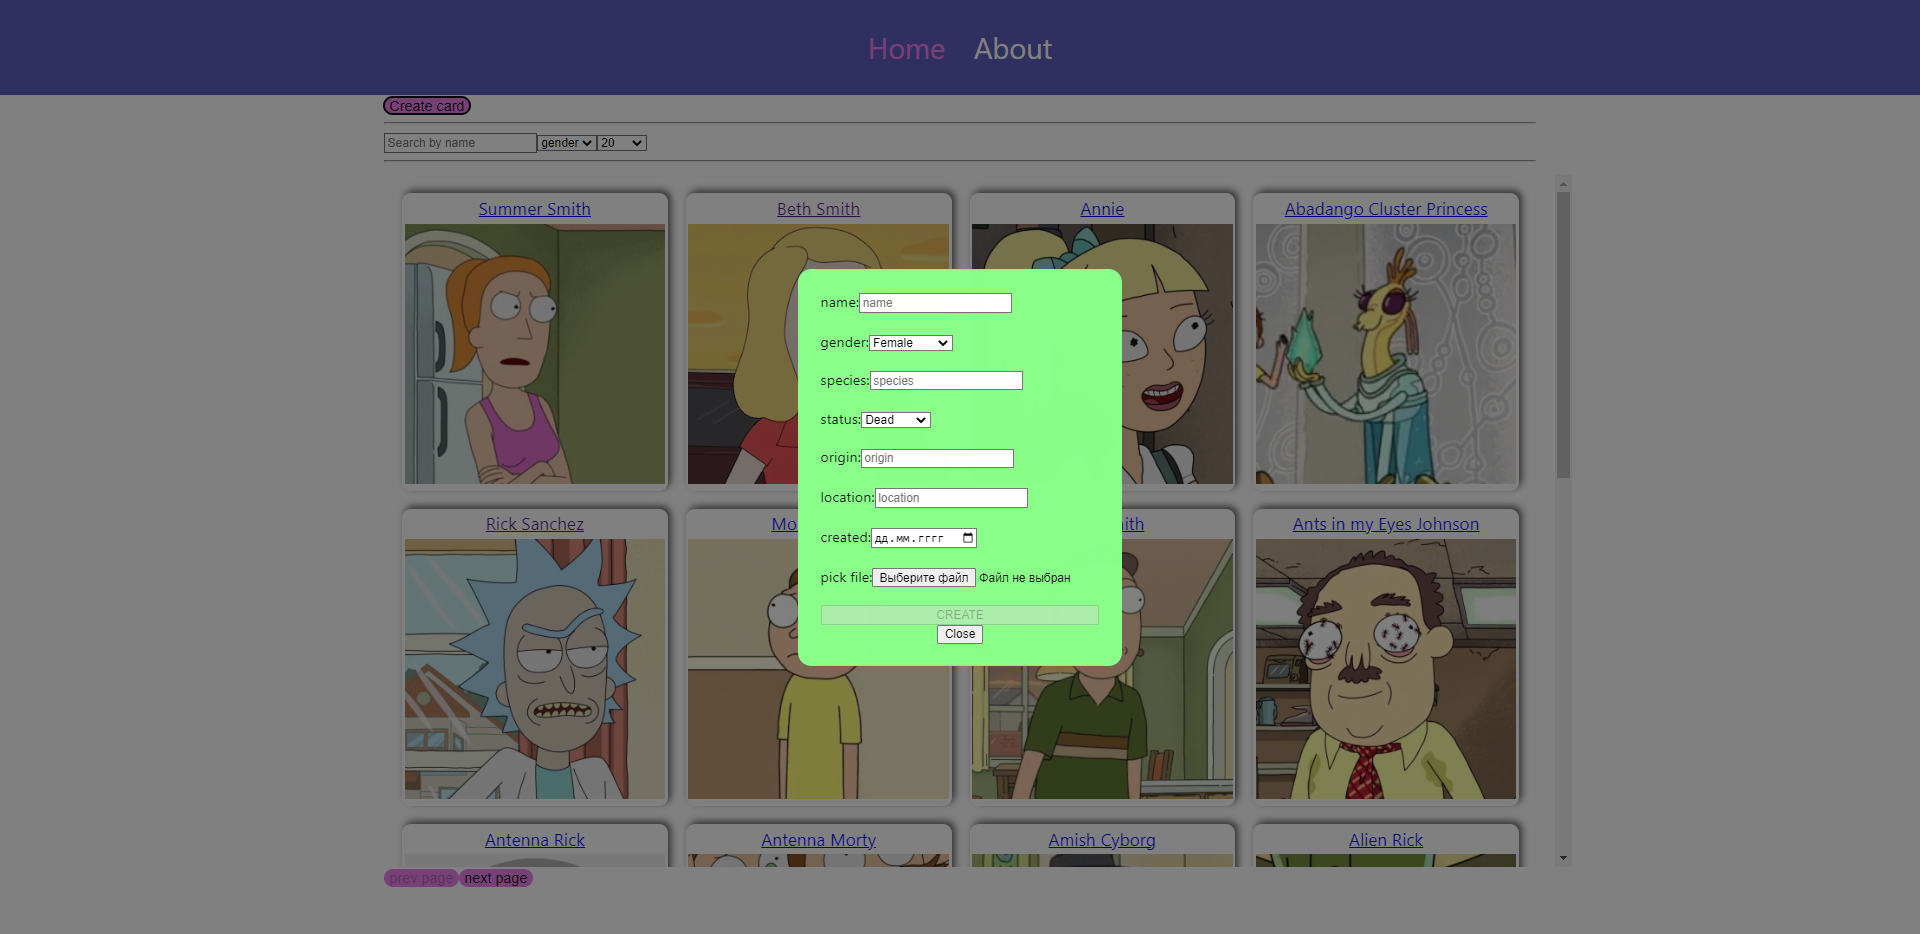 Home About
Create card
Search by name gender 20
Summer Smith Beth Smith Annie Abadango Cluster Princess
name: name
gender: Female
species: species
status: Dead
origin: origin
location: location
Rick Sanchez Mo ith Ants in my Eyes Johnson
created: дд.мм.гггг
pick file: Выберите файл Файл не выбран
CREATE
Close
Antenna Rick Antenna Morty Amish Cyborg Alien Rick
prev page next page